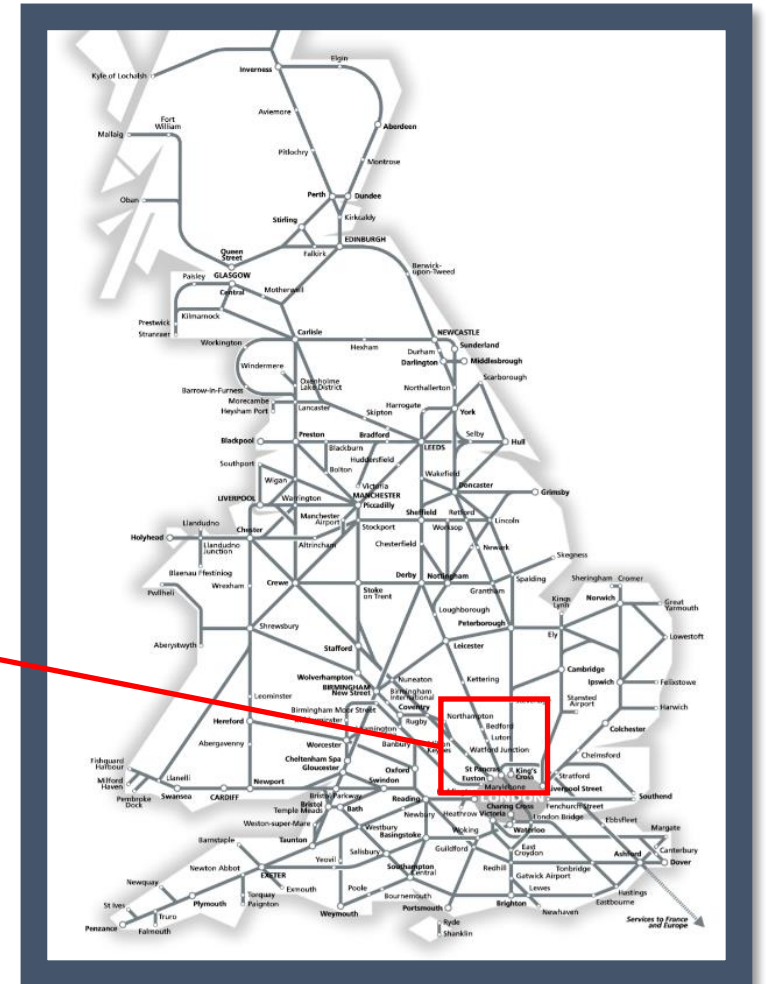 Elgin
Inverness
Kyle of Lochalsh
Aviemore
Fort
William
Mallaig
Aberdeen
Pitlochry
Montrose
Perth
Dundee
Oban
Stirling
Kirkcaldy
EDINBURGH
Queen
Street
Falkirk
Berwick-
upon-Tweed
Paisley
GLASGOW
Central
Motherwell
Prestwick
Kilmarnock
Stranraer
Carlisle
NEWCASTLE
Workington
Hexham
Durham
Sunderland
Darlington
Middlesbrough
Windermere
Oxenholme
Lake District
Scarborough
Barrow-in-Furness
Northallerton
Morecambe
Lancaster
Harrogate
York
Heysham Port
Skipton
Blackpool
Preston
Bradford
Selby
Hull
Blackburn
LEEDS
Southport
Huddersfield
Bolton
Wakefield
Wigan
Victoria
Doncaster
Grimsby
LIVERPOOL
Warrington
MANCHESTER
Piccadilly
Manchester
Airport
Sheffield
Retford
Llandudno
Chester
Stockport
Worksop
Lincoln
Holyhead
Llandudno
Junction
Altrincham
Chesterfield
Newark
Skegness
Blaenau Ffestiniog
Wrexham
Crewe
Stoke
on Trent
Derby
Nottingham
Spalding
Sheringham
Cromer
Pwllheli
Grantham
Kings
Lynn
Norwich
Great
Yarmouth
Loughborough
Peterborough
Shrewsbury
Ely
Lowestoft
Aberystwyth
Stafford
Leicester
Cambridge
Wolverhampton
Nuneaton
Kettering
Ipswich
Felixstowe
BIRMINGHAM
New Street
Birmingham
International
Leominster
Coventry
Stansted
Airport
Harwich
Birmingham Moor Street
Northampton
Hereford
Rugby
Bedford
Colchester
Abergavenny
Worcester
Banbury
Luton
Keynes
Watford Junction
Chelmsford
Fishguard
Harbour
Cheltenham Spa
Gloucester
Oxford
St Pancras
King's
Cross
Euston
Stratford
Milford
Haven
Llanelli
Newport
Swindon
Marylebone
Liverpool Street
Pembroke
Dock
Swansea
CARDIFF
Bristol Parkway
Reading
LONDON
Southend
Bristol
Temple Meads
Bath
Charing Cross
Fenchurch Street
Weston-super-Mare
Newbury
Heathrow
Victoria
London Bridge
Ebbsfleet
Westbury
Basingstoke
Woking
Waterloo
Margate
Barnstaple
Taunton
Salisbury
Guildford
East
Croydon
Canterbury
Newton Abbot
Yeovil
Southampton
Central
Redhill
Tonbridge
Ashford
Dover
EXETER
Gatwick Airport
Newquay
Exmouth
Poole
Lewes
Hastings
Torquay
Paignton
Bournemouth
Eastbourne
St Ives
Plymouth
Weymouth
Portsmouth
Brighton
Newhaven
Truro
Penzance
Falmouth
Ryde
Shanklin
Services to France
and Europe